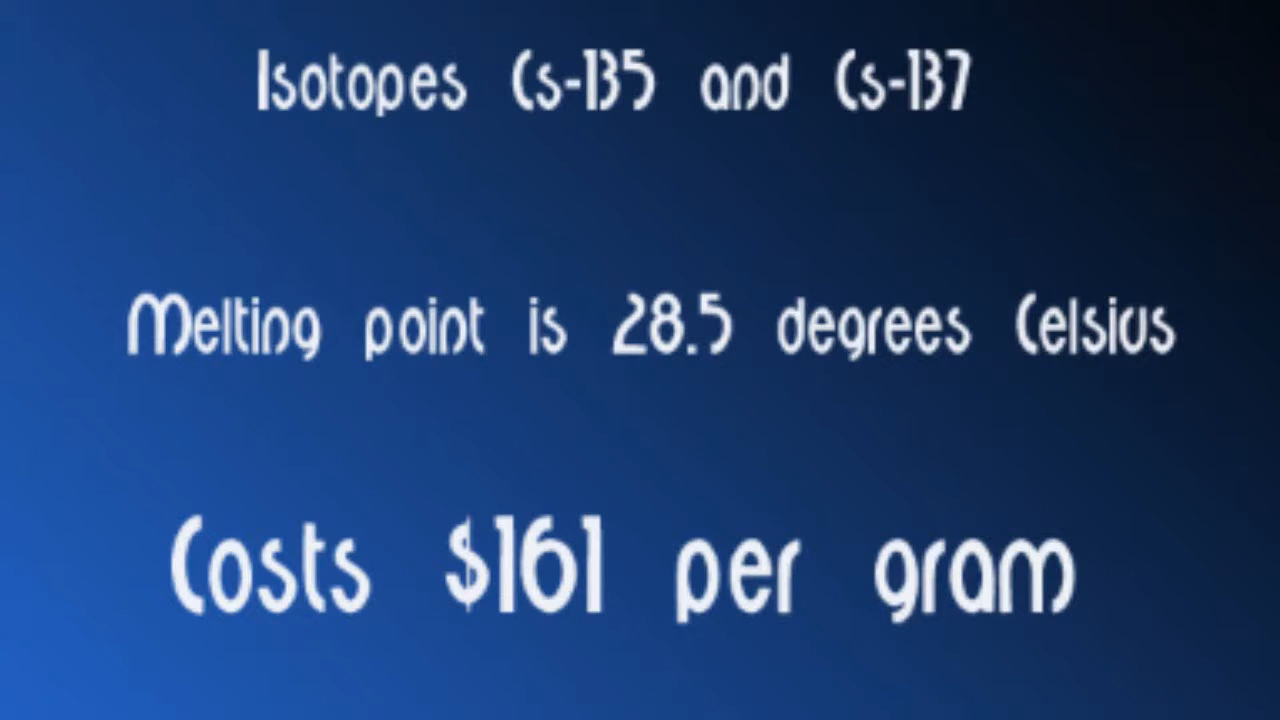 Isotopes Cs-135 and Cs-137
Melting point is 28.5 degrees Celsius
Costs $161 per gram